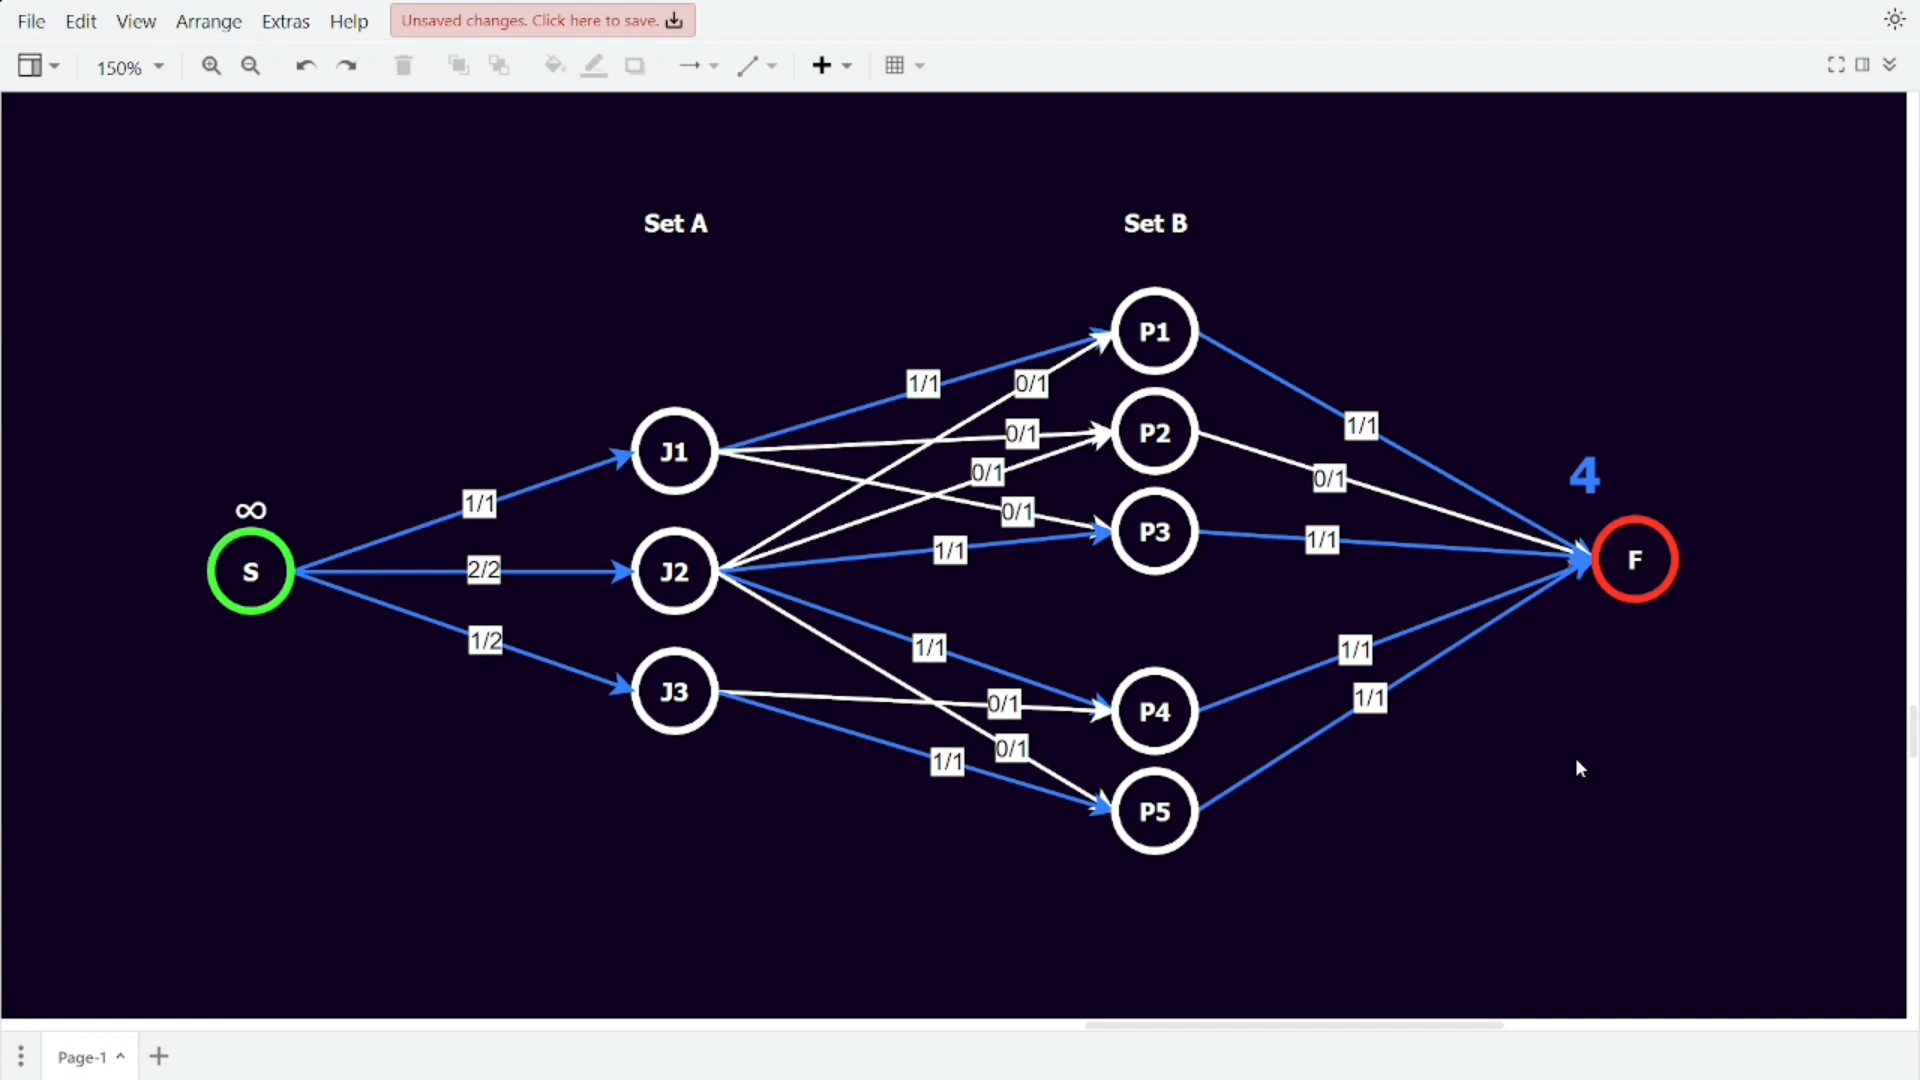 File Edit View Arrange Extras Help Unsaved changes. Click here to save.
150%
Set A Set B
P1
1/1 0/1
1/1
0/1 P2
J1
0/1 0/1 4
1/1 0/1
∞ P3
1/1 1/1
S 2/2 J2 F
1/2 1/1 1/1
J3 0/1 P4 1/1
0/1
1/1
P5
Page-1